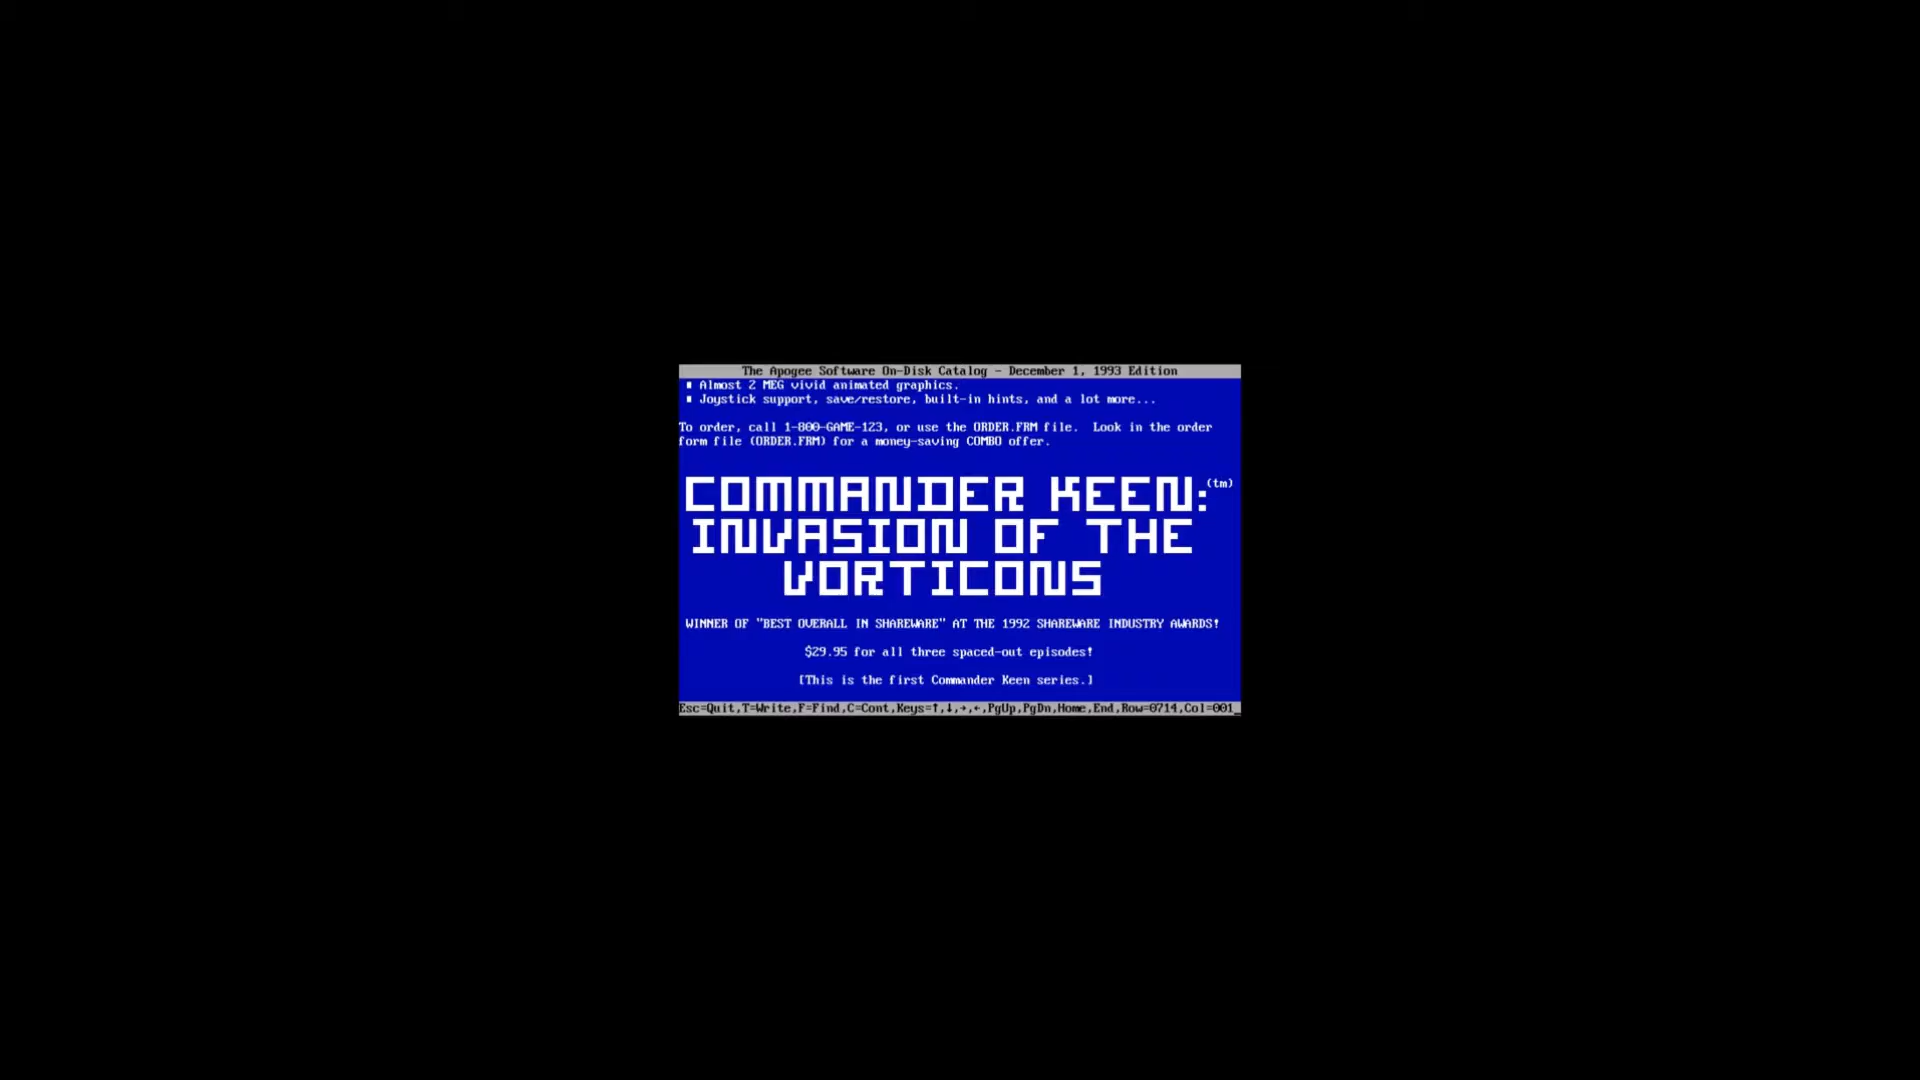 The Apogee Software On-Disk Catalog - December 1, 1993 Edition
▪ Almost 2 MEG vivid animated graphics.
▪ Joystick support, save/restore, built-in hints, and a lot more...
To order, call 1-800-GAME-123, or use the ORDER.FRM file.  Look in the order
form file (ORDER.FRM) for a money-saving COMBO offer.
COMMANDER KEEN:(tm)
INVASION OF THE
VORTICONS
WINNER OF "BEST OVERALL IN SHAREWARE" AT THE 1992 SHAREWARE INDUSTRY AWARDS!
$29.95 for all three spaced-out episodes!
[This is the first Commander Keen series.]
Esc=Quit,T=Write,F=Find,C=Cont,Keys=↑,↓,→,←,PgUp,PgDn,Home,End,Row=0714,Col=001_